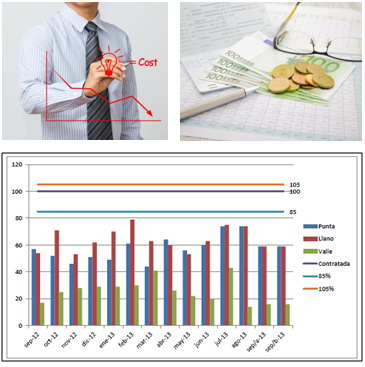 = Cost
100
100
120
100
80
60
40
20
0
105
100
85
Punta
Llano
Valle
Contratada
85%
105%
sep-12
oct-12
nov-12
dic-12
ene-13
feb-13
mar-13
abr-13
may-13
jun-13
jul-13
ago-13
sep/a-13
sep/b-13